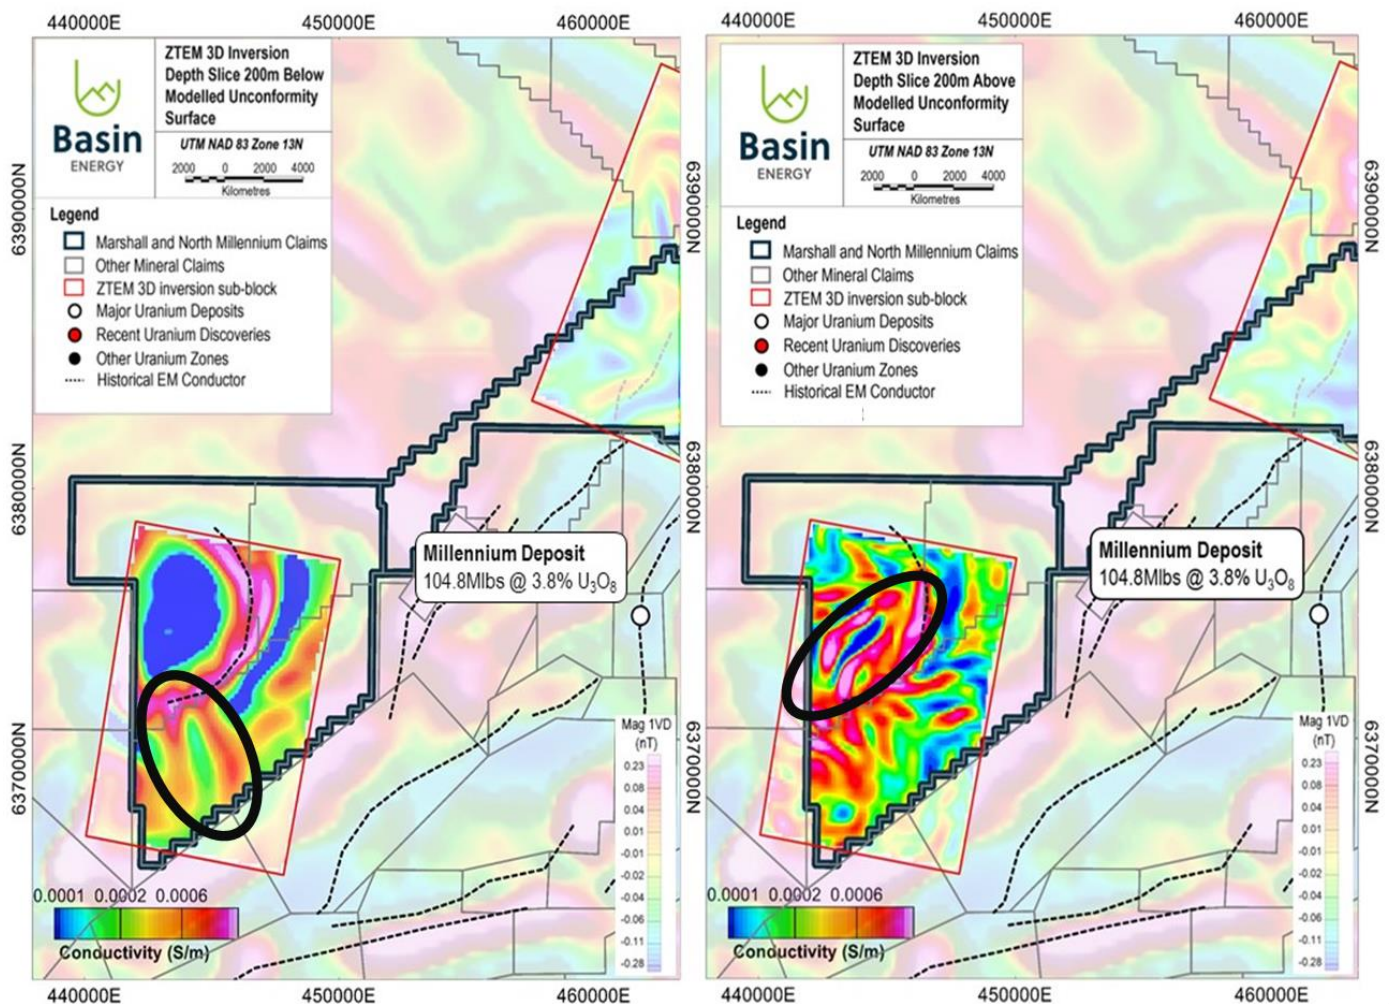 440000E
450000E
460000E
Basin
ENERGY
ZTEM 3D Inversion
Depth Slice 200m Below
Modelled Unconformity
Surface
UTM NAD 83 Zone 13N
2000 0 2000 4000
Kilometres
Legend
Marshall and North Millennium Claims
Other Mineral Claims
ZTEM 3D inversion sub-block
Major Uranium Deposits
Recent Uranium Discoveries
Other Uranium Zones
Historical EM Conductor
6390000N
6380000N
6370000N
6390000N
6380000N
6370000N
Millennium Deposit
104.8Mlbs @ 3.8% U₃O₈
Mag 1VD
(nT)
0.23
0.08
0.04
0.01
-0.01
-0.02
-0.04
-0.06
-0.11
-0.28
0.0001 0.0002 0.0006
Conductivity (S/m)
440000E
450000E
460000E
440000E
450000E
460000E
Basin
ENERGY
ZTEM 3D Inversion
Depth Slice 200m Above
Modelled Unconformity
Surface
UTM NAD 83 Zone 13N
2000 0 2000 4000
Kilometres
Legend
Marshall and North Millennium Claims
Other Mineral Claims
ZTEM 3D inversion sub-block
Major Uranium Deposits
Recent Uranium Discoveries
Other Uranium Zones
Historical EM Conductor
6390000N
6380000N
6370000N
Millennium Deposit
104.8Mlbs @ 3.8% U₃O₈
Mag 1VD
(nT)
0.23
0.08
0.04
0.01
-0.01
-0.02
-0.04
-0.06
-0.11
-0.28
0.0001 0.0002 0.0006
Conductivity (S/m)
440000E
450000E
460000E